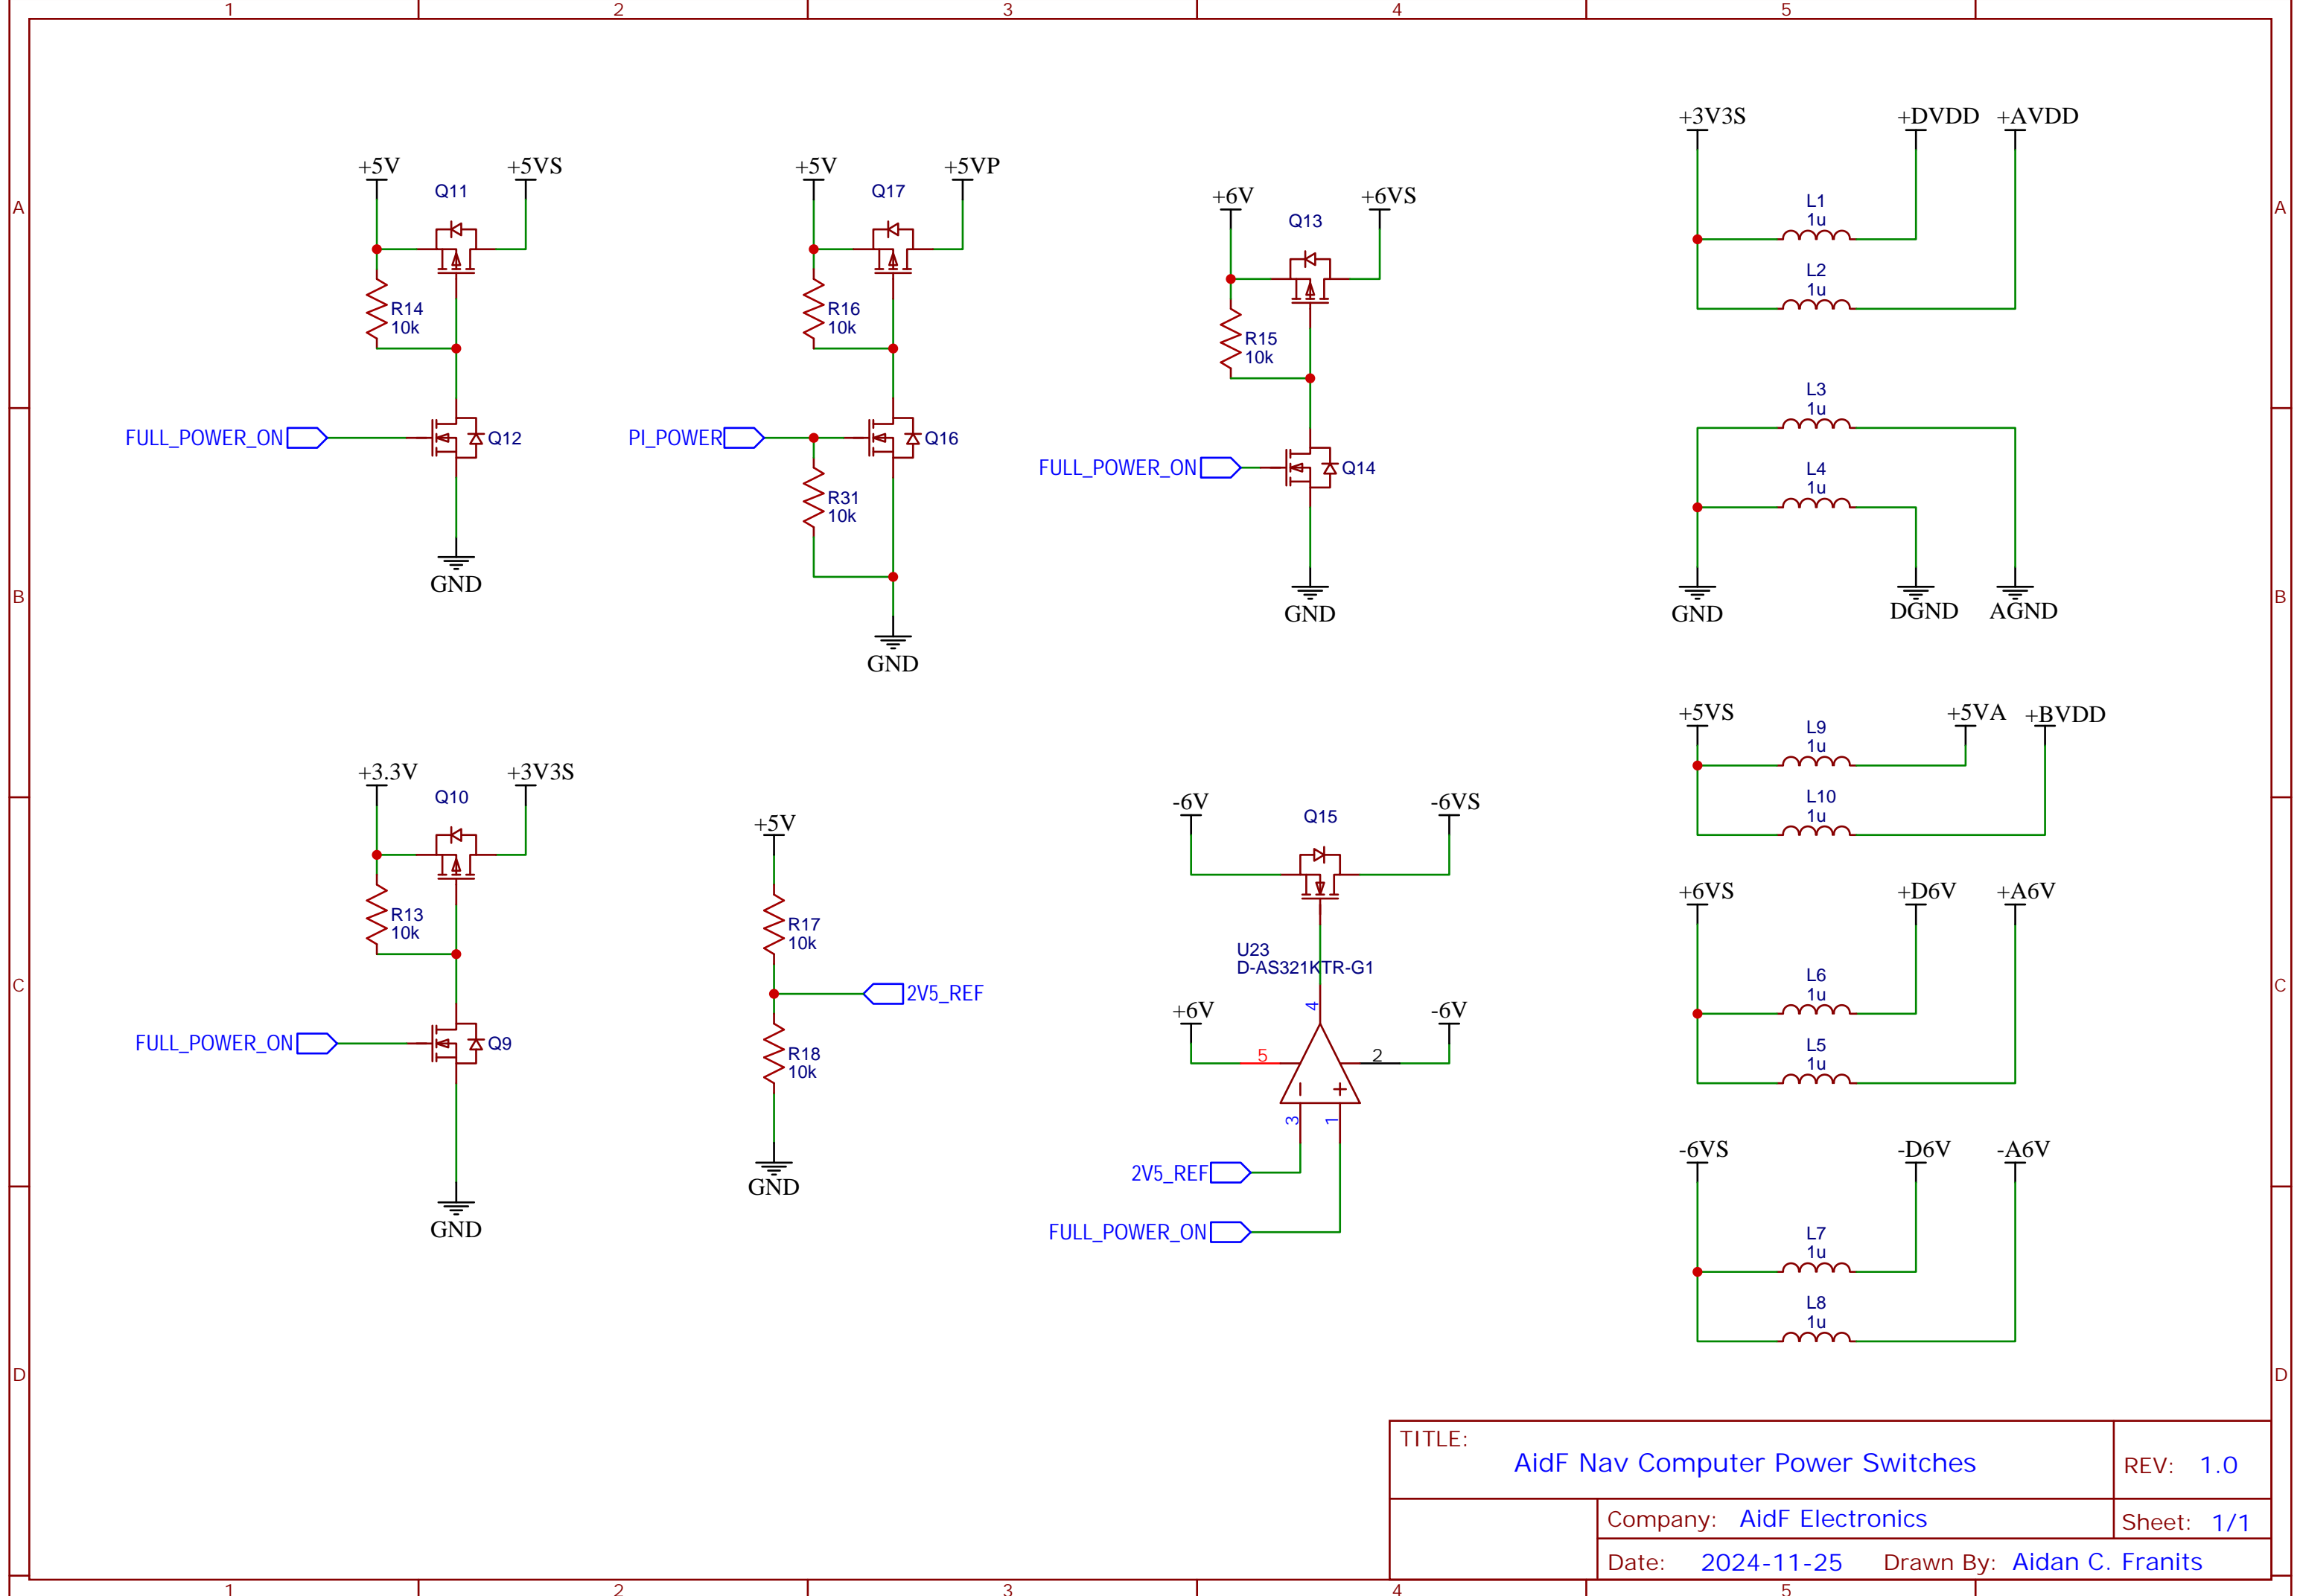 1 2 3 4 5
A
A
B
B
C
C
D
D
1 2 3 4 5
+5V
Q11
+5VS
R14
10k
FULL_POWER_ON
Q12
GND
+5V
Q17
+5VP
R16
10k
PI_POWER
Q16
R31
10k
GND
+6V
Q13
+6VS
R15
10k
FULL_POWER_ON
Q14
GND
+3V3S
+DVDD
+AVDD
L1
1u
L2
1u
L3
1u
L4
1u
GND
DGND
AGND
+3.3V
Q10
+3V3S
R13
10k
FULL_POWER_ON
Q9
GND
+5V
R17
10k
2V5_REF
R18
10k
GND
-6V
Q15
-6VS
U23
D-AS321KTR-G1
4
+6V
-6V
5
2
3
1
2V5_REF
FULL_POWER_ON
+5VS
L9
1u
+5VA
+BVDD
L10
1u
+6VS
+D6V
+A6V
L6
1u
L5
1u
-6VS
-D6V
-A6V
L7
1u
L8
1u
TITLE:
AidF Nav Computer Power Switches
REV: 1.0
Company: AidF Electronics
Sheet: 1/1
Date: 2024-11-25 Drawn By: Aidan C. Franits